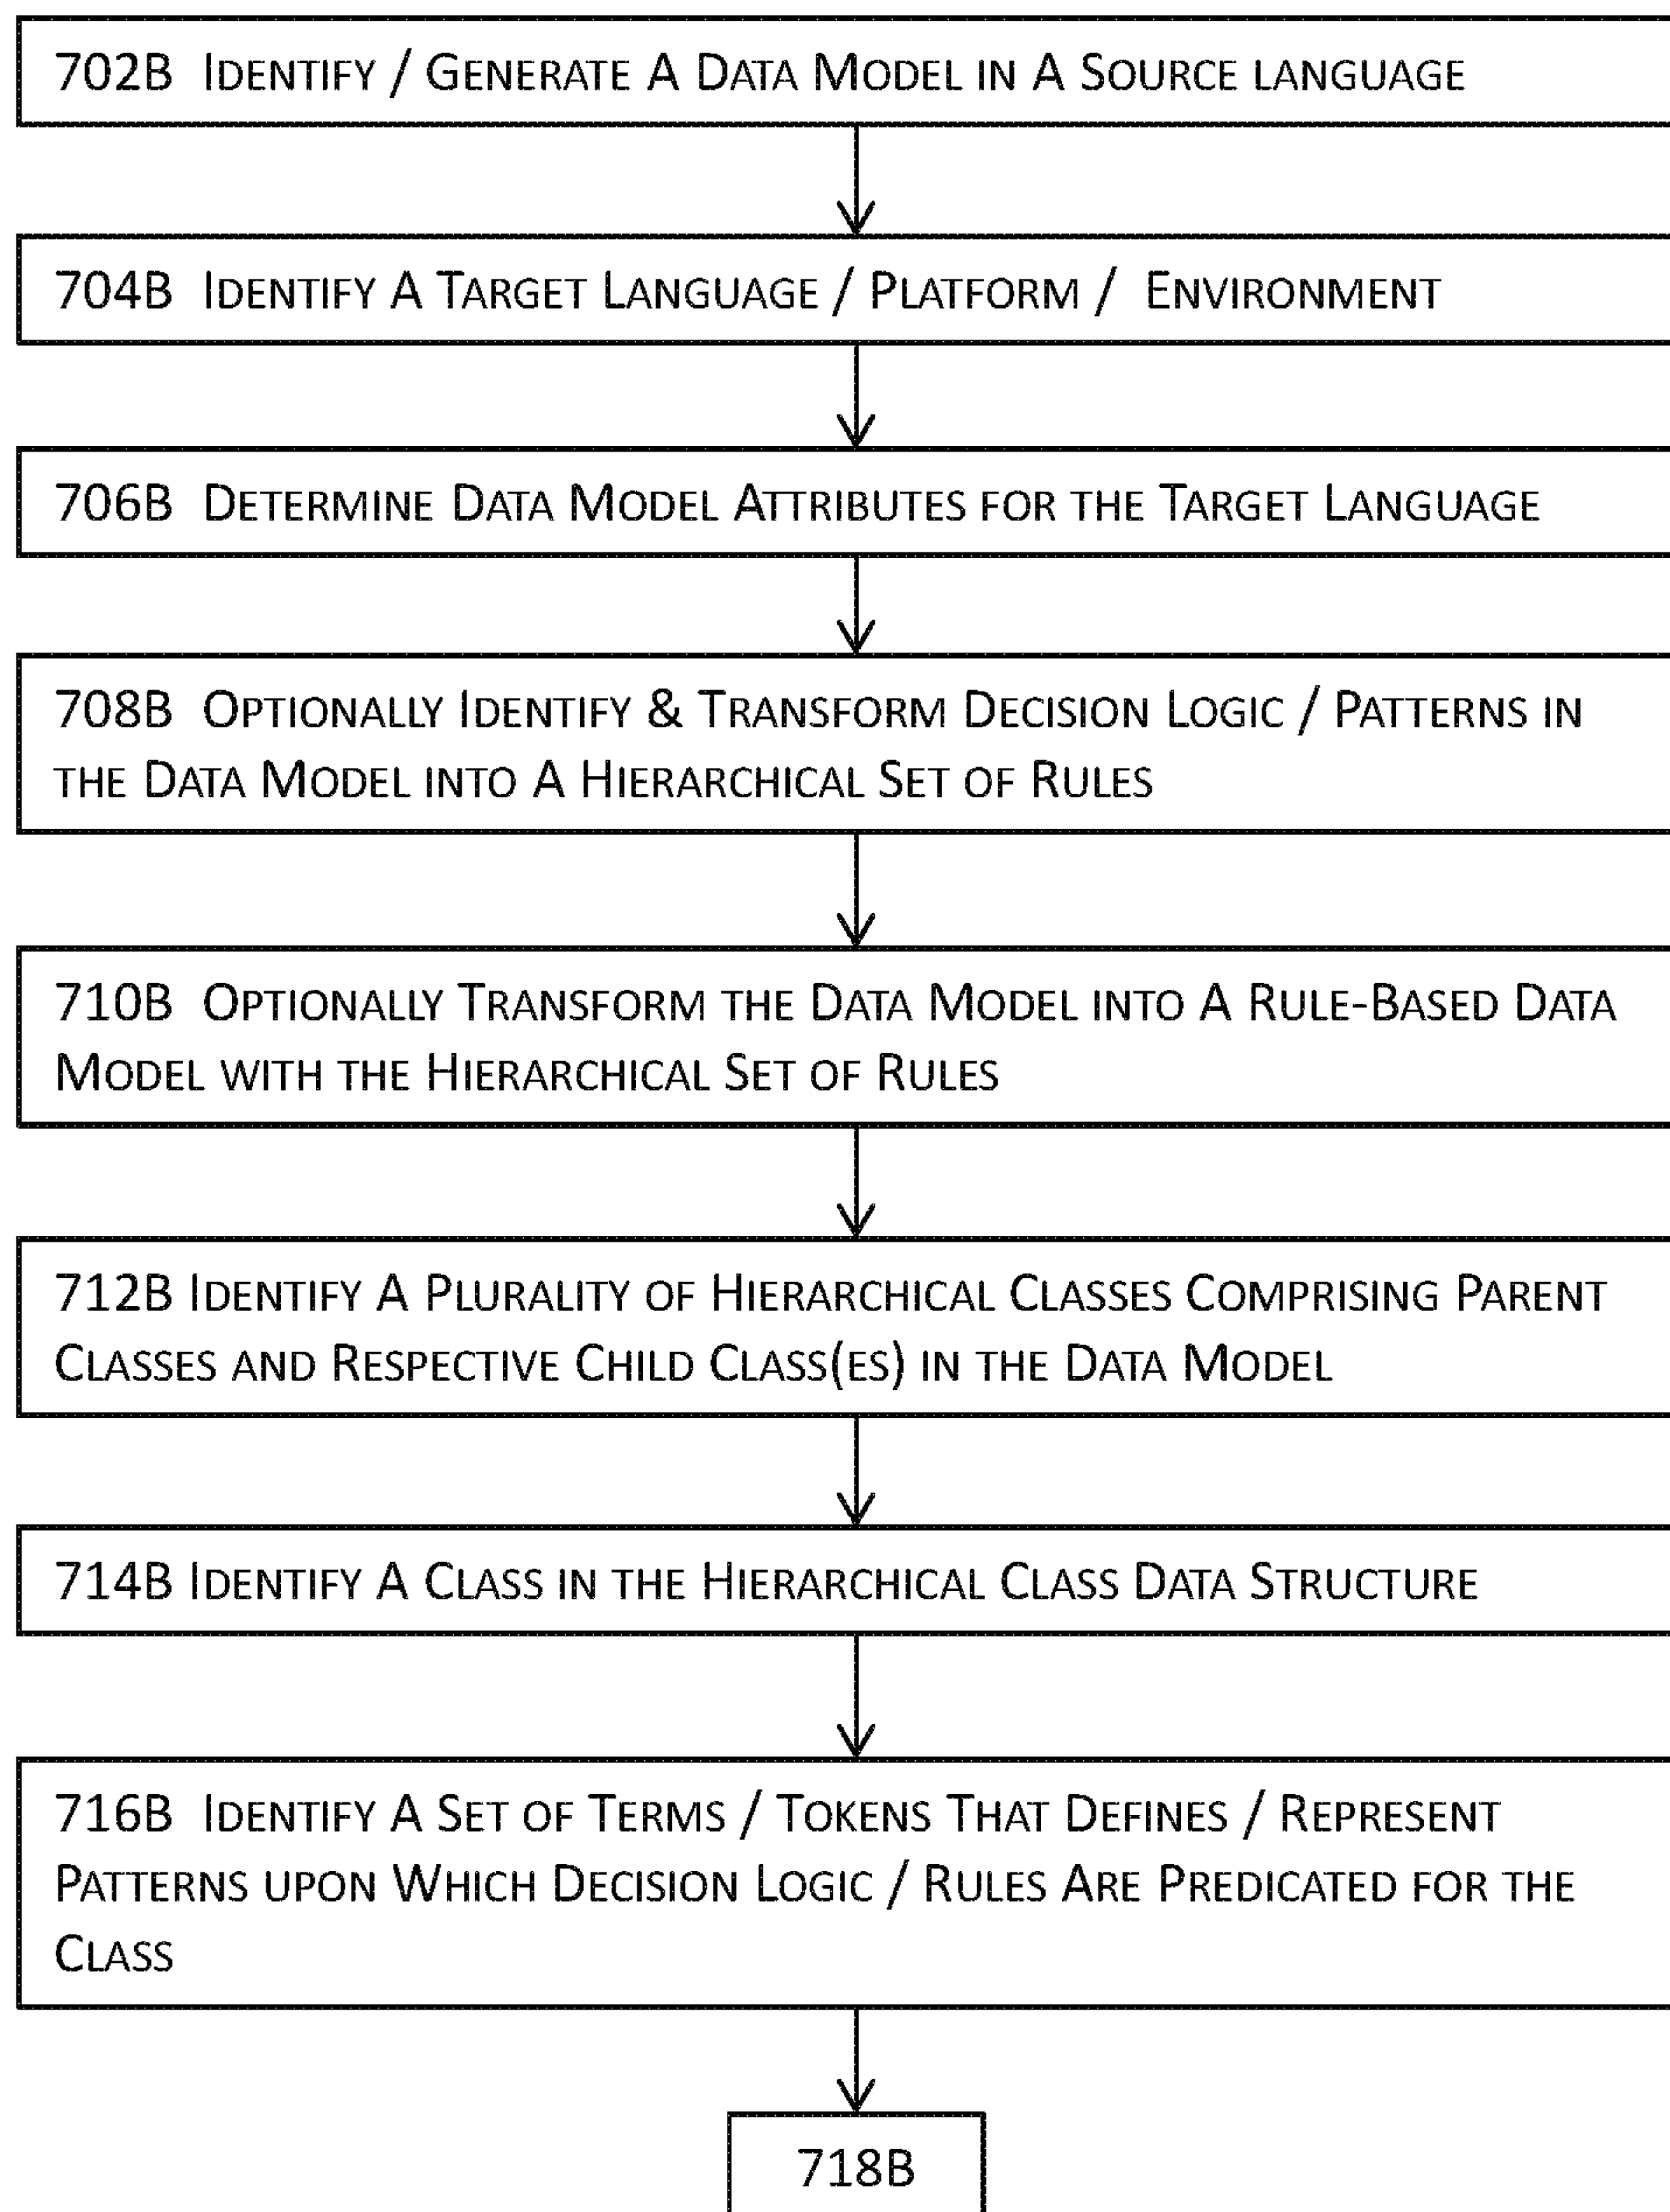 702B Identify / Generate A Data Model in A Source language
704B Identify A Target Language / Platform / Environment
706B Determine Data Model Attributes for the Target Language
708B Optionally Identify & Transform Decision Logic / Patterns in
the Data Model into A Hierarchical Set of Rules
710B Optionally Transform the Data Model into A Rule-Based Data
Model with the Hierarchical Set of Rules
712B Identify A Plurality of Hierarchical Classes Comprising Parent
Classes and Respective Child Class(es) in the Data Model
714B Identify A Class in the Hierarchical Class Data Structure
716B Identify A Set of Terms / Tokens That Defines / Represent
Patterns upon Which Decision Logic / Rules Are Predicated for the
Class
718B